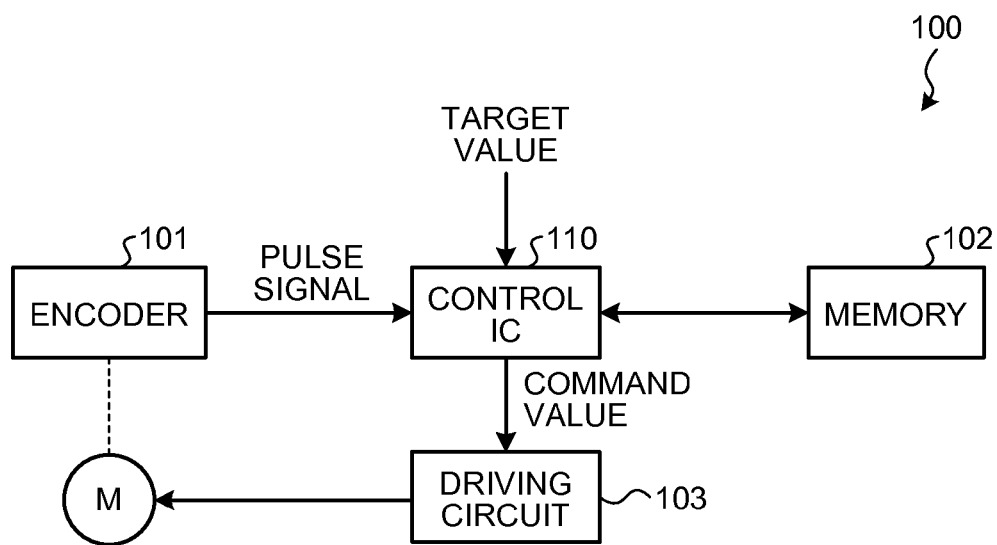 100
TARGET
VALUE
101
PULSE
SIGNAL
110
102
ENCODER
CONTROL
IC
MEMORY
COMMAND
VALUE
M
DRIVING
CIRCUIT
103